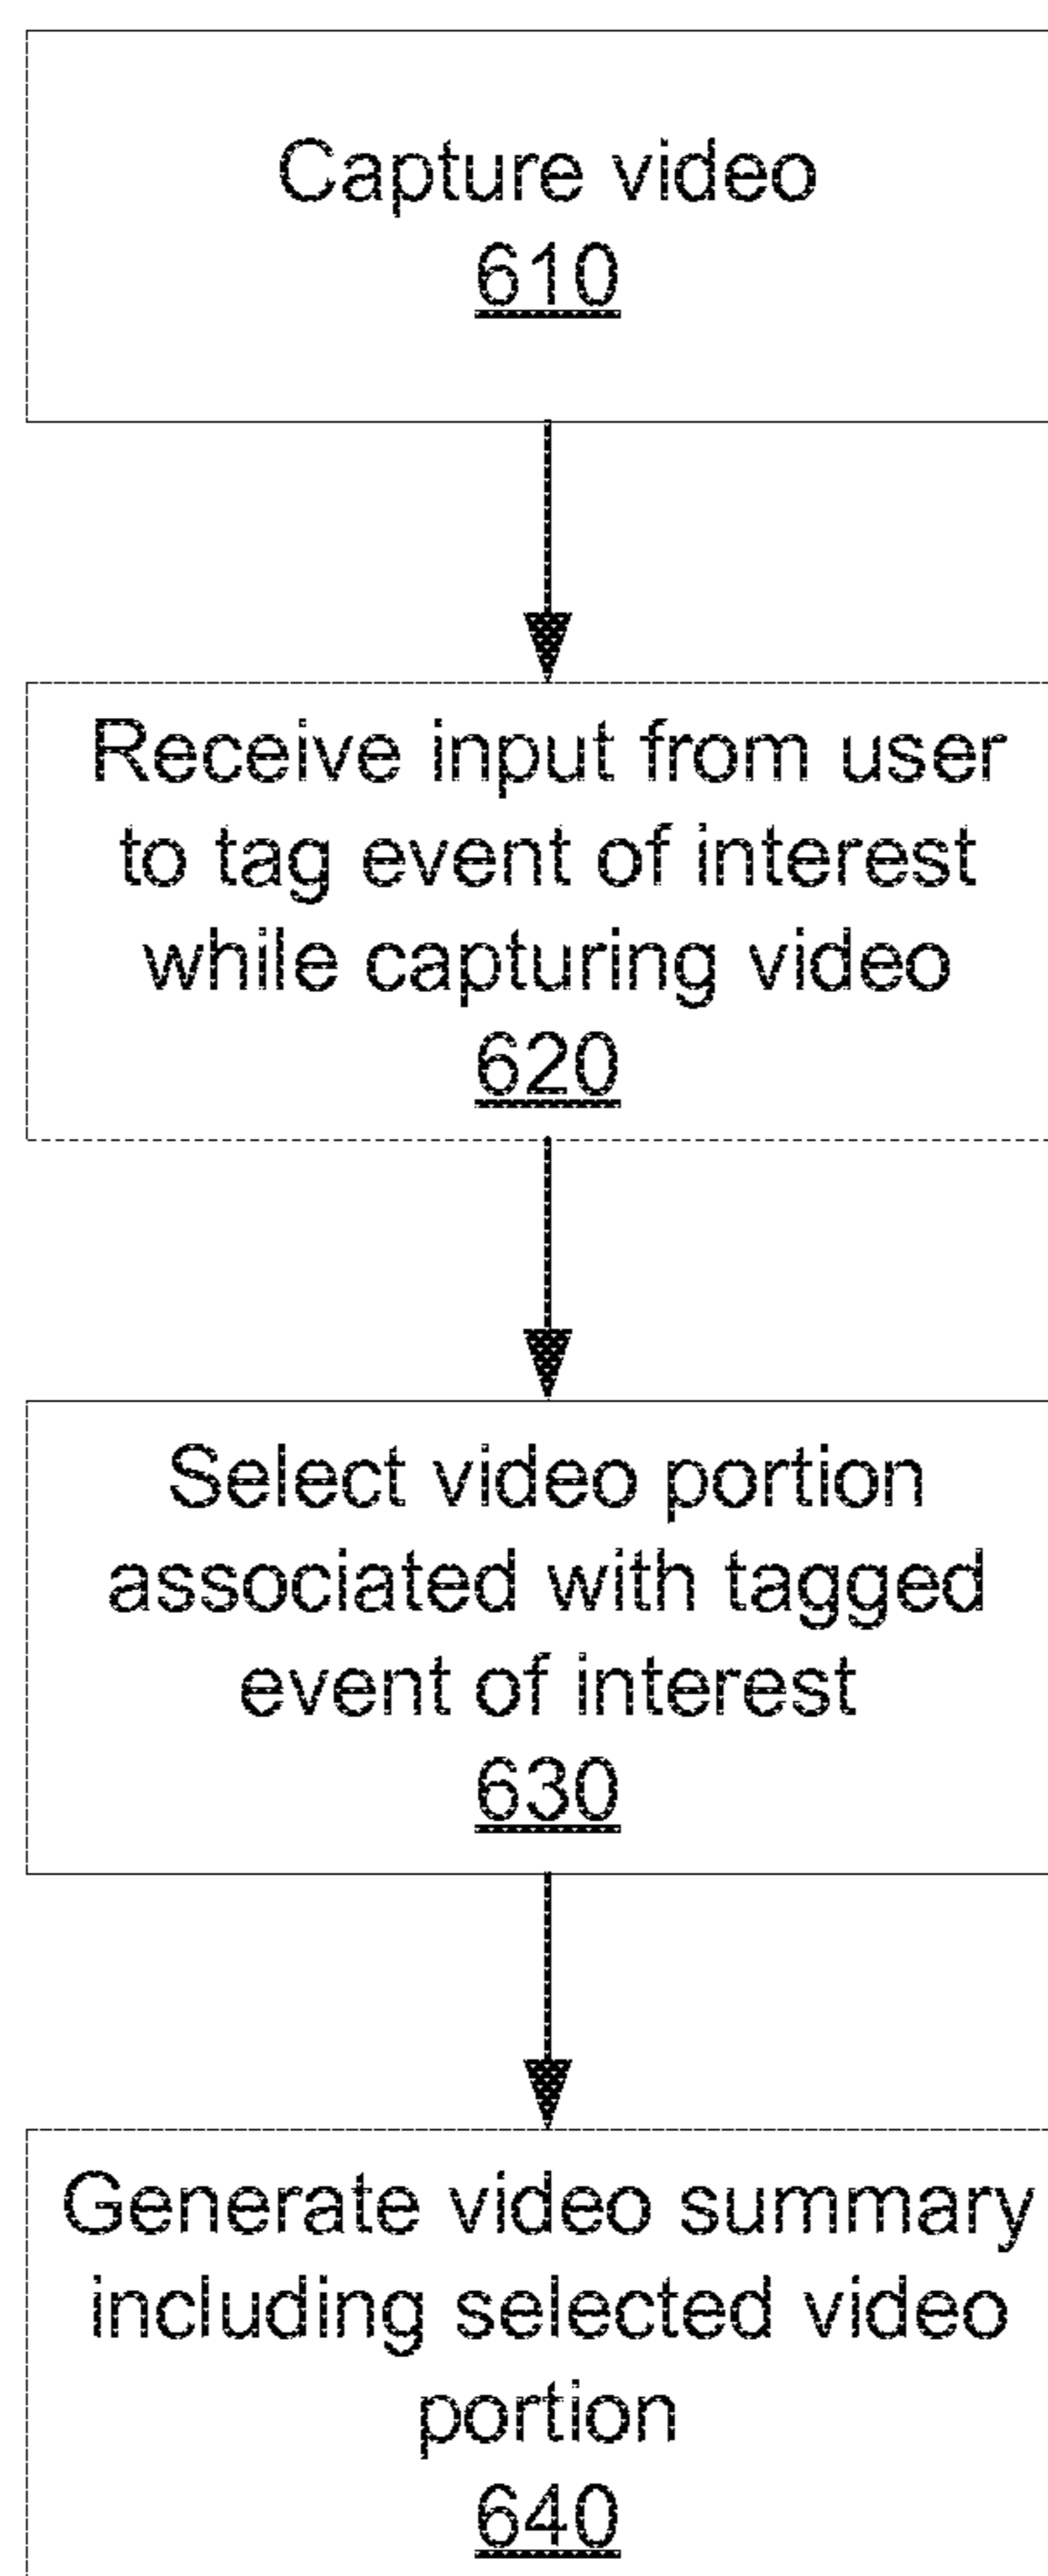 Capture video
610
Receive input from user
to tag event of interest
while capturing video
620
Select video portion
associated with tagged
event of interest
630
Generate video summary
including selected video
portion
640